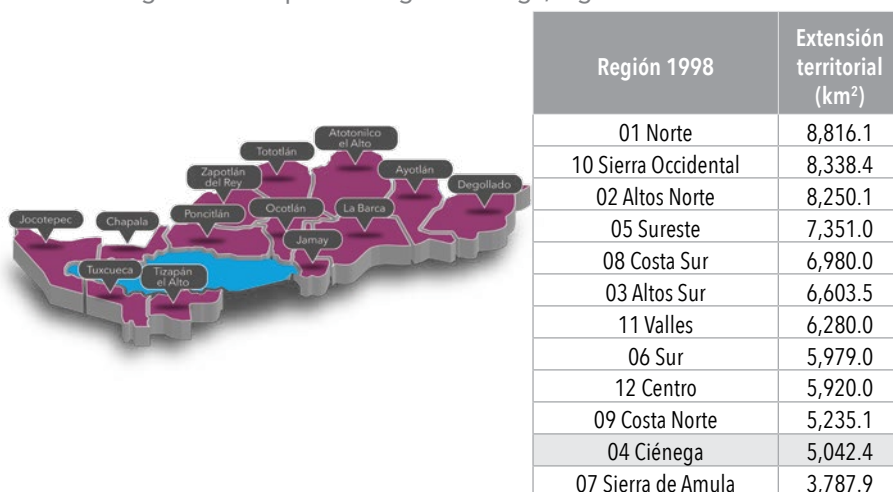 Atotonilco
el Alto
Tototlán
Zapotlán
del Rey
Ayotlán
Degollado
Jocotepec
Chapala
Poncitlán
Ocotlán
La Barca
Jamay
Tuxcueca
Tizapán
el Alto
Región 1998
Extensión
territorial
(km²)
01 Norte 8,816.1
10 Sierra Occidental 8,338.4
02 Altos Norte 8,250.1
05 Sureste 7,351.0
08 Costa Sur 6,980.0
03 Altos Sur 6,603.5
11 Valles 6,280.0
06 Sur 5,979.0
12 Centro 5,920.0
09 Costa Norte 5,235.1
04 Ciénega 5,042.4
07 Sierra de Amula 3,787.9